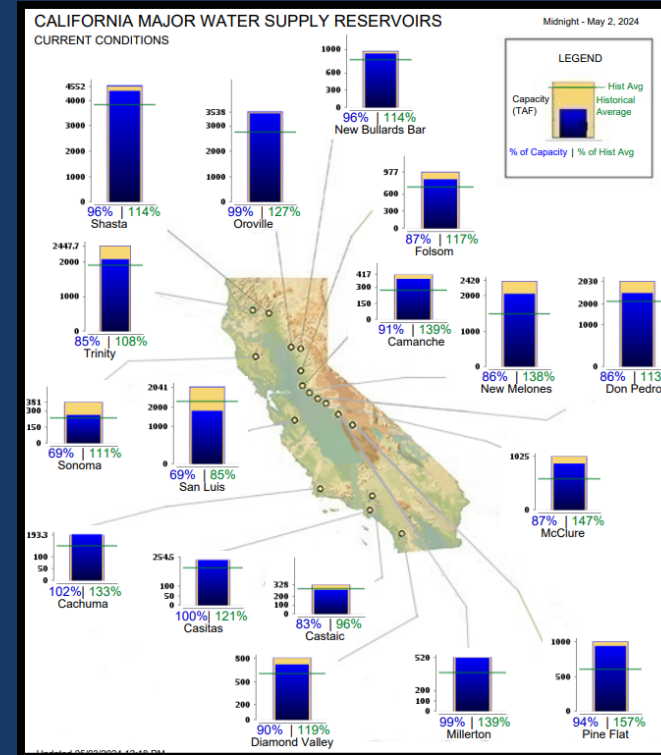 CALIFORNIA MAJOR WATER SUPPLY RESERVOIRS
Midnight - May 2, 2024
CURRENT CONDITIONS
LEGEND
Capacity
(TAF)
Hist Avg
Historical
Average
% of Capacity | % of Hist Avg
4552
4000
3000
2000
1000
0
96% | 114%
Shasta
3538
3000
2000
1000
0
99% | 127%
Oroville
1000
600
300
0
96% | 114%
New Bullards Bar
977
600
300
0
87% | 117%
Folsom
2447.7
2000
1000
0
85% | 108%
Trinity
417
300
150
0
91% | 139%
Camanche
2420
2000
1000
0
86% | 138%
New Melones
2030
2000
1000
0
86% | 113
Don Pedro
381
300
150
0
69% | 111%
Sonoma
2041
2000
1000
0
69% | 85%
San Luis
1025
500
0
87% | 147%
McClure
193.3
100
50
0
102% | 133%
Cachuma
254.5
100
50
0
100% | 121%
Casitas
325
200
100
0
83% | 96%
Castaic
800
500
200
0
90% | 119%
Diamond Valley
520
200
100
0
99% | 139%
Millerton
1000
500
0
94% | 157%
Pine Flat